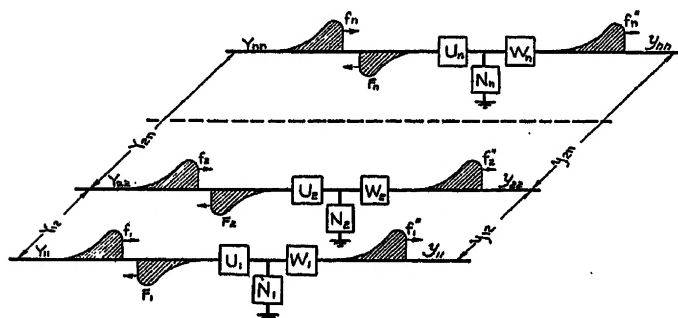 Ynn fn Fn Un Wn Nn fn" ynn
Y2n y2n
Y22 f2 F2 U2 W2 N2 f2" y22
Y12 y12
Y11 f1 F1 U1 W1 N1 f1" y11